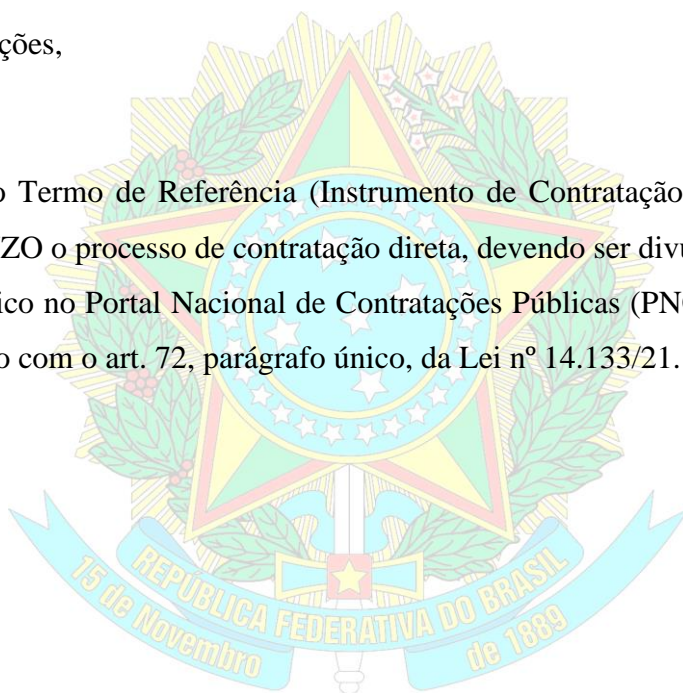 ções,
o Termo de Referência (Instrumento de Contratação
ZO o processo de contratação direta, devendo ser divu
ico no Portal Nacional de Contratações Públicas (PN
o com o art. 72, parágrafo único, da Lei nº 14.133/21.
REPÚBLICA FEDERATIVA DO BRASIL
15 de Novembro
de 1889